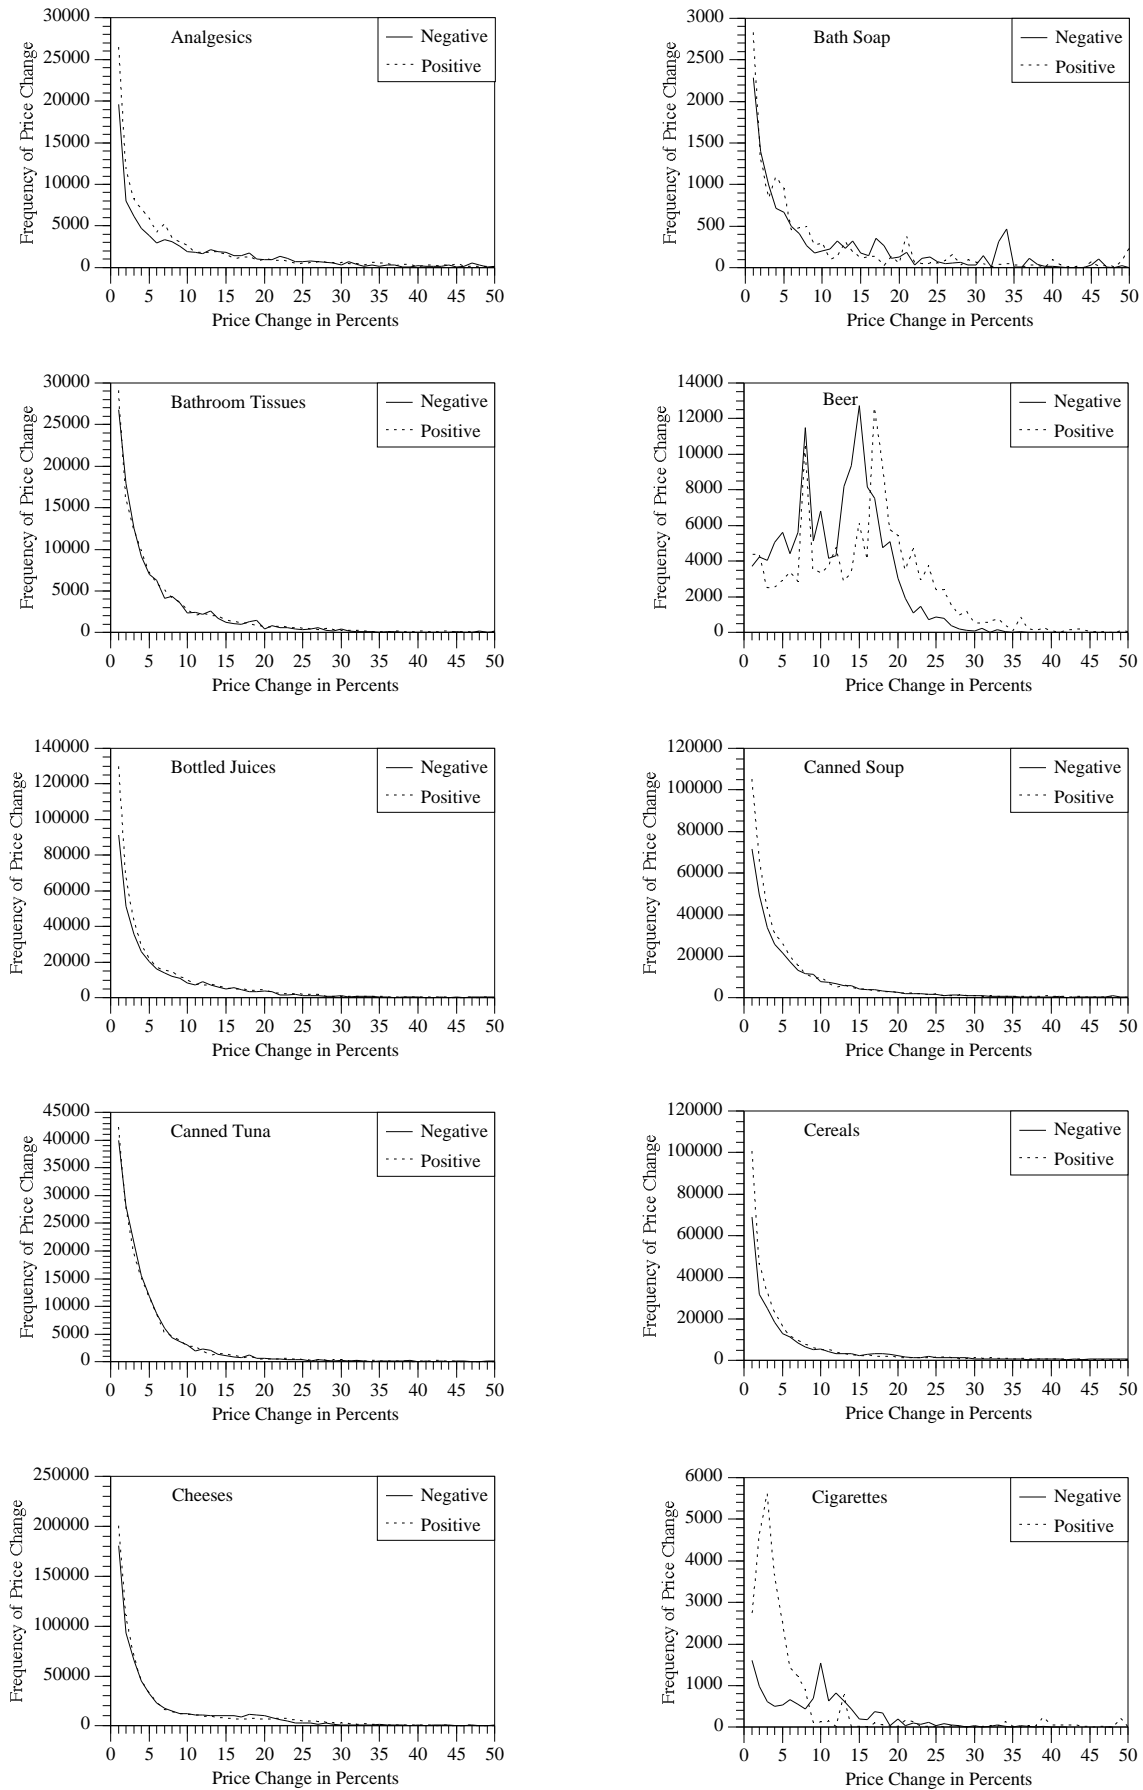 Analgesics
Negative
Positive
Frequency of Price Change
30000
25000
20000
15000
10000
5000
0
0 5 10 15 20 25 30 35 40 45 50
Price Change in Percents
Bath Soap
Negative
Positive
Frequency of Price Change
3000
2500
2000
1500
1000
500
0
0 5 10 15 20 25 30 35 40 45 50
Price Change in Percents
Bathroom Tissues
Negative
Positive
Frequency of Price Change
30000
25000
20000
15000
10000
5000
0
0 5 10 15 20 25 30 35 40 45 50
Price Change in Percents
Beer
Negative
Positive
Frequency of Price Change
14000
12000
10000
8000
6000
4000
2000
0
0 5 10 15 20 25 30 35 40 45 50
Price Change in Percents
Bottled Juices
Negative
Positive
Frequency of Price Change
140000
120000
100000
80000
60000
40000
20000
0
0 5 10 15 20 25 30 35 40 45 50
Price Change in Percents
Canned Soup
Negative
Positive
Frequency of Price Change
120000
100000
80000
60000
40000
20000
0
0 5 10 15 20 25 30 35 40 45 50
Price Change in Percents
Canned Tuna
Negative
Positive
Frequency of Price Change
45000
40000
35000
30000
25000
20000
15000
10000
5000
0
0 5 10 15 20 25 30 35 40 45 50
Price Change in Percents
Cereals
Negative
Positive
Frequency of Price Change
120000
100000
80000
60000
40000
20000
0
0 5 10 15 20 25 30 35 40 45 50
Price Change in Percents
Cheeses
Negative
Positive
Frequency of Price Change
250000
200000
150000
100000
50000
0
0 5 10 15 20 25 30 35 40 45 50
Price Change in Percents
Cigarettes
Negative
Positive
Frequency of Price Change
6000
5000
4000
3000
2000
1000
0
0 5 10 15 20 25 30 35 40 45 50
Price Change in Percents